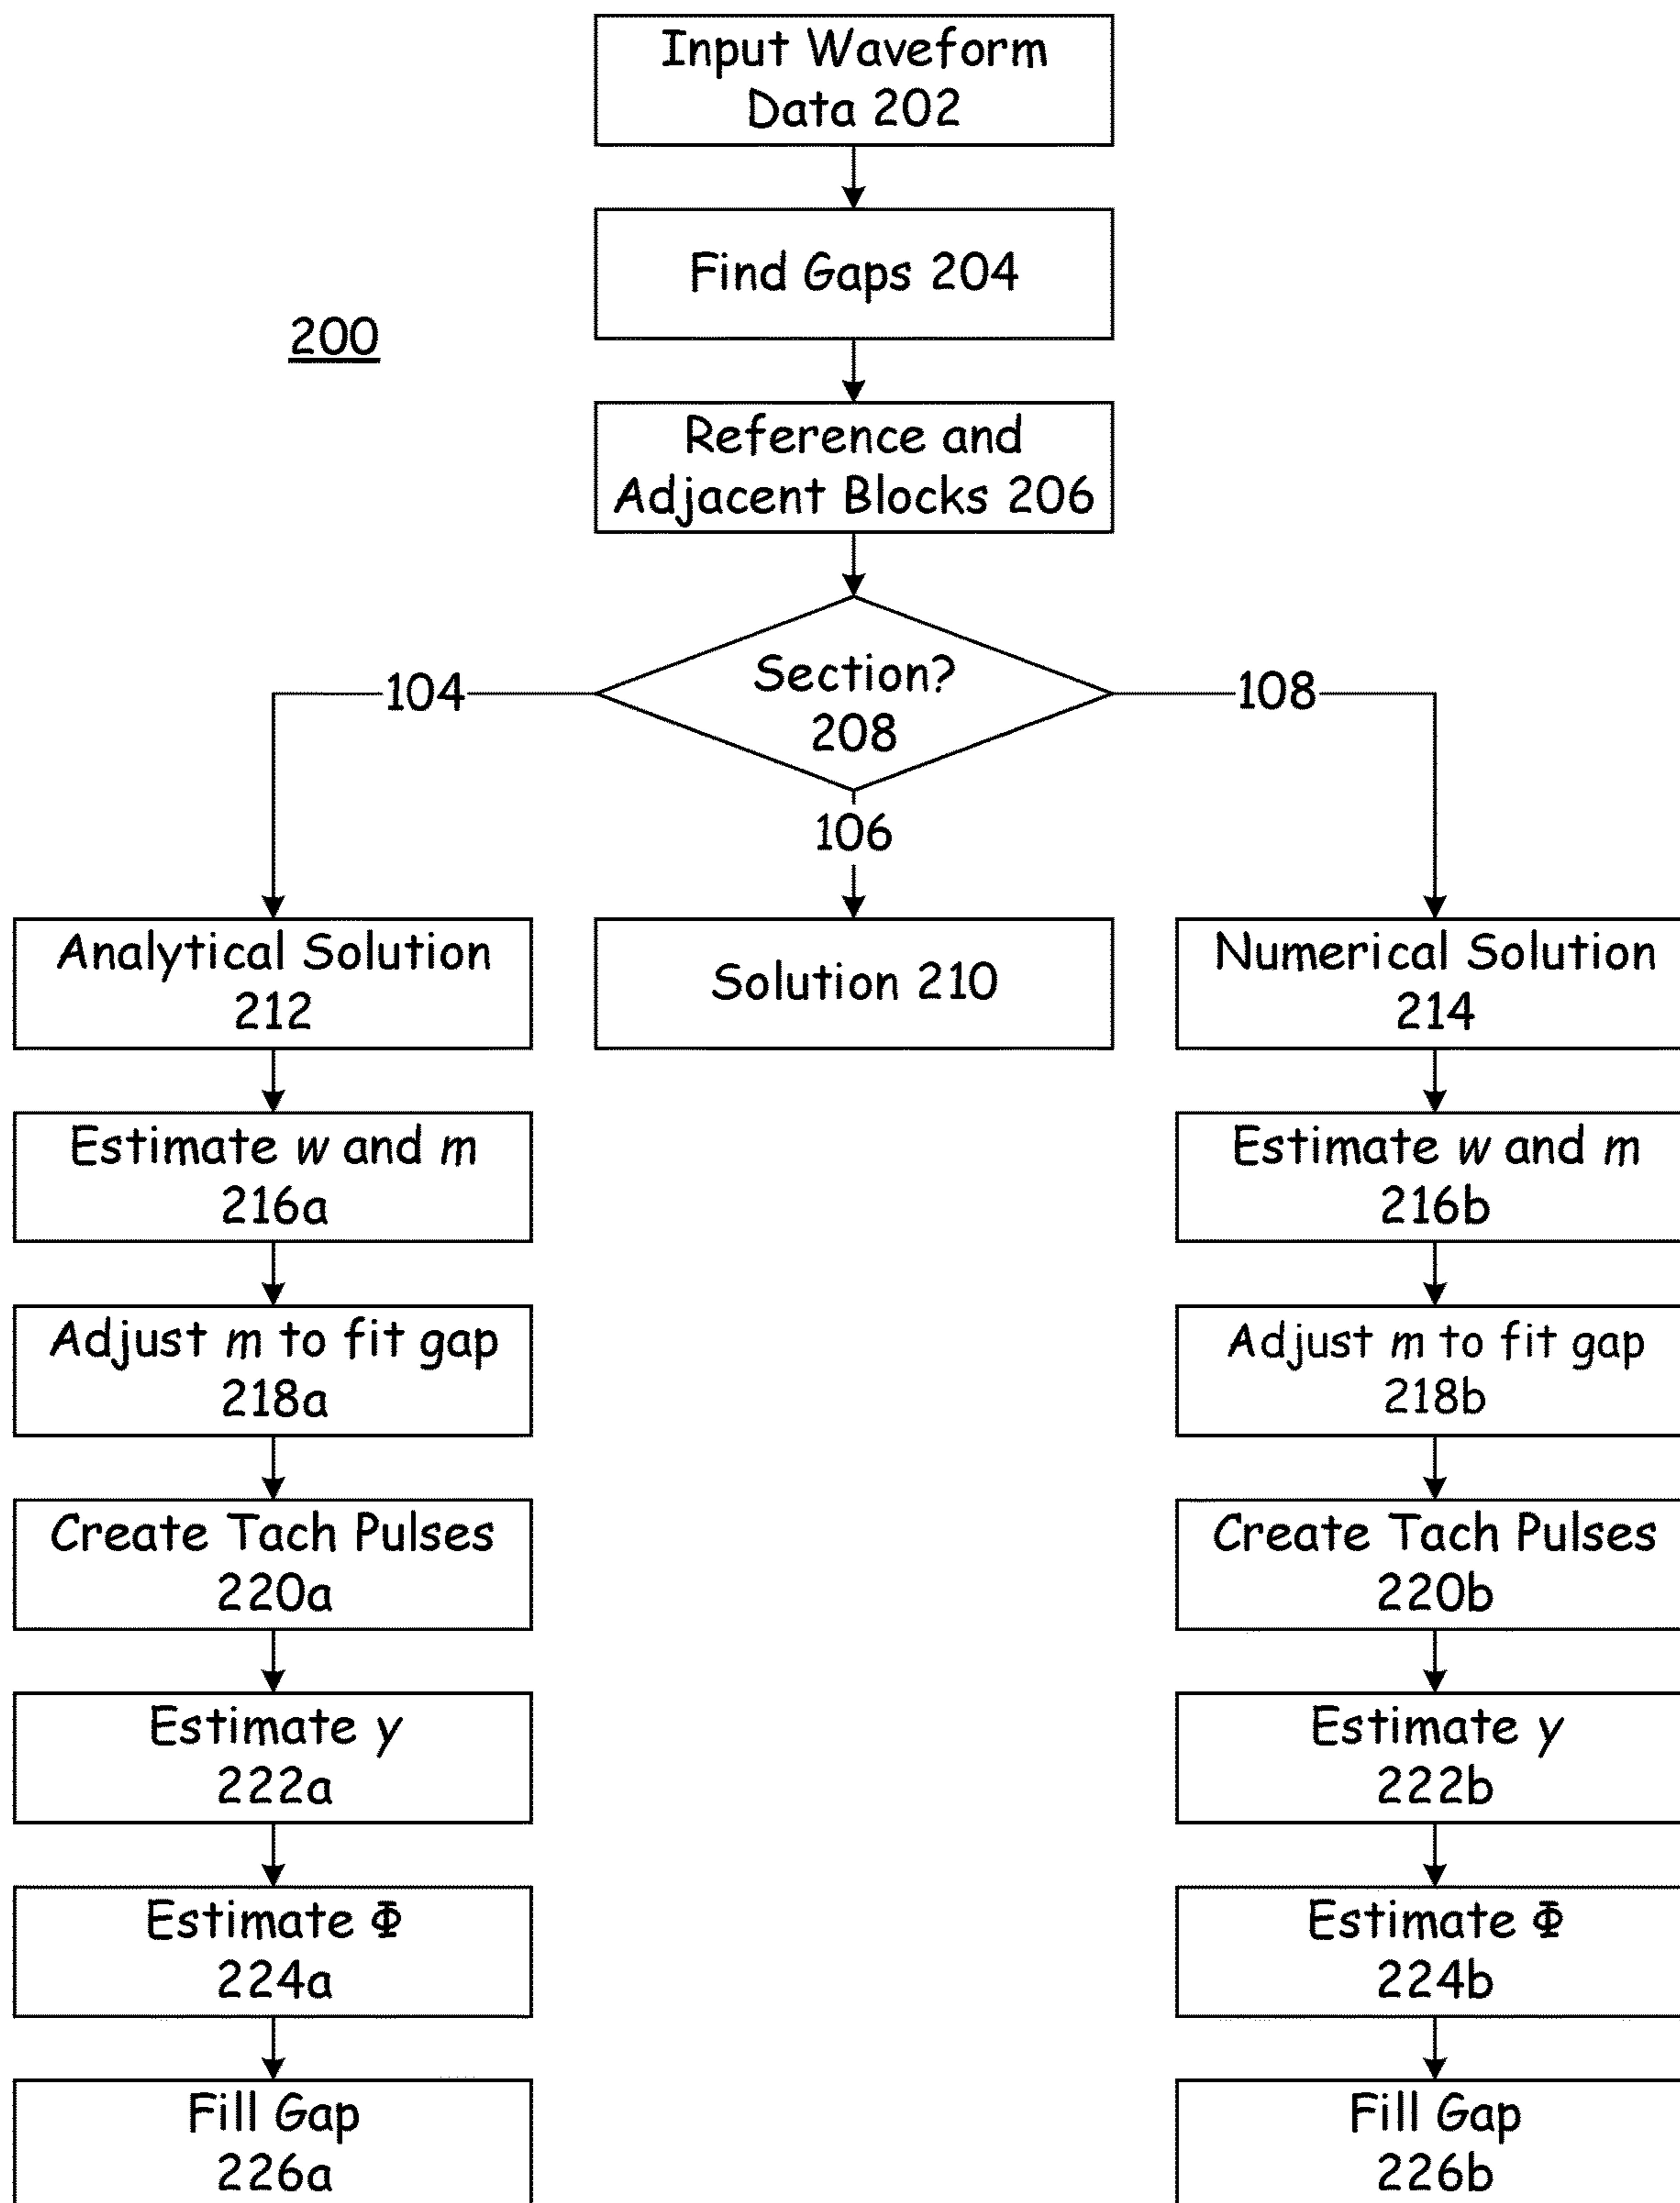 Input Waveform
Data 202
Find Gaps 204
200
Reference and
Adjacent Blocks 206
Section?
208
104
108
106
Analytical Solution
212
Solution 210
Numerical Solution
214
Estimate w and m
216a
Estimate w and m
216b
Adjust m to fit gap
218a
Adjust m to fit gap
218b
Create Tach Pulses
220a
Create Tach Pulses
220b
Estimate y
222a
Estimate y
222b
Estimate Φ
224a
Estimate Φ
224b
Fill Gap
226a
Fill Gap
226b